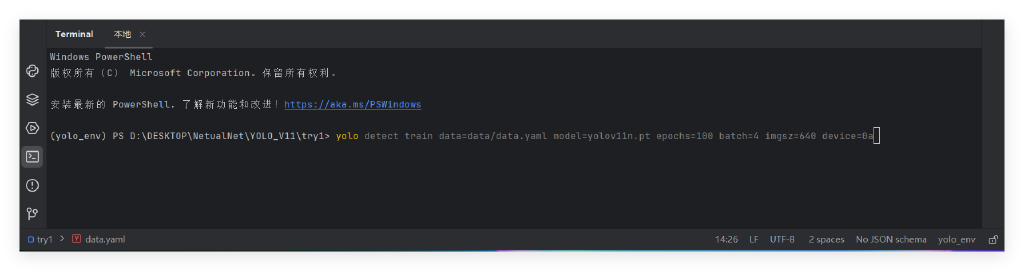 Terminal 本地 ×
Windows PowerShell
版权所有 (C) Microsoft Corporation。保留所有权利。
安装最新的 PowerShell，了解新功能和改进！https://aka.ms/PSWindows
(yolo_env) PS D:\DESKTOP\NetualNet\YOLO_V11\try1> yolo detect train data=data/data.yaml model=yolov11n.pt epochs=100 batch=4 imgsz=640 device=0a
try1 > data.yaml 14:26 LF UTF-8 2 spaces No JSON schema yolo_env